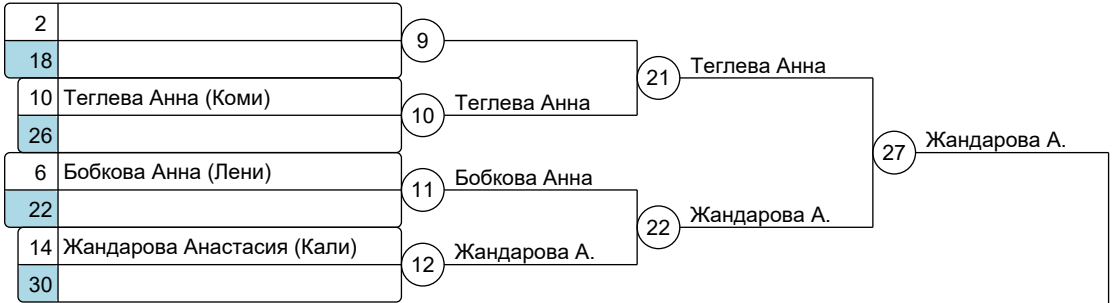 2
18
9
10 Теглева Анна (Коми)
26
10
Теглева Анна
21
Теглева Анна
6 Бобкова Анна (Лени)
22
11
Бобкова Анна
14 Жандарова Анастасия (Кали)
30
12
Жандарова А.
22
Жандарова А.
27
Жандарова А.